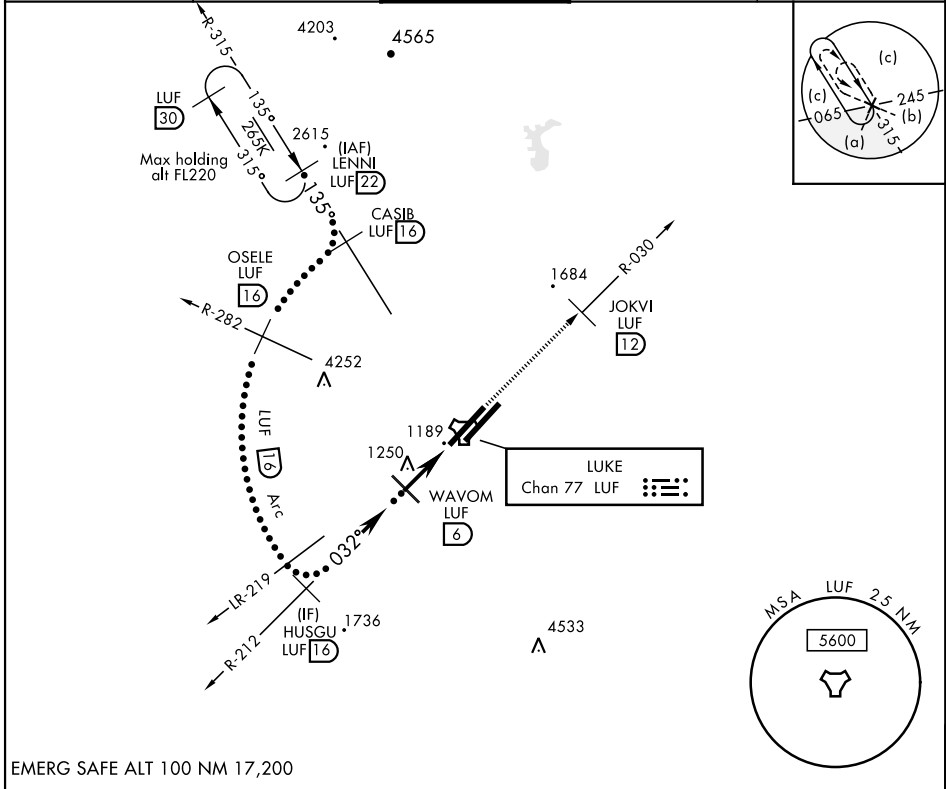 R-315
4203
4565
LUF
30
135°
265K
315°
Max holding
alt FL220
2615
(IAF)
LENNI
LUF 22
135°
CASIB
LUF 16
OSELE
LUF
16
R-282
4252
LUF 16 Arc
1684
R-030
JOKVI
LUF
12
1189
1250
WAVOM
LUF
6
LUKE
Chan 77 LUF
032°
LR-219
R-212
(IF)
HUSGU
LUF 16
1736
4533
(c)
(c)
245
065
(b)
(a)
315
MSA LUF 25 NM
5600
EMERG SAFE ALT 100 NM 17,200